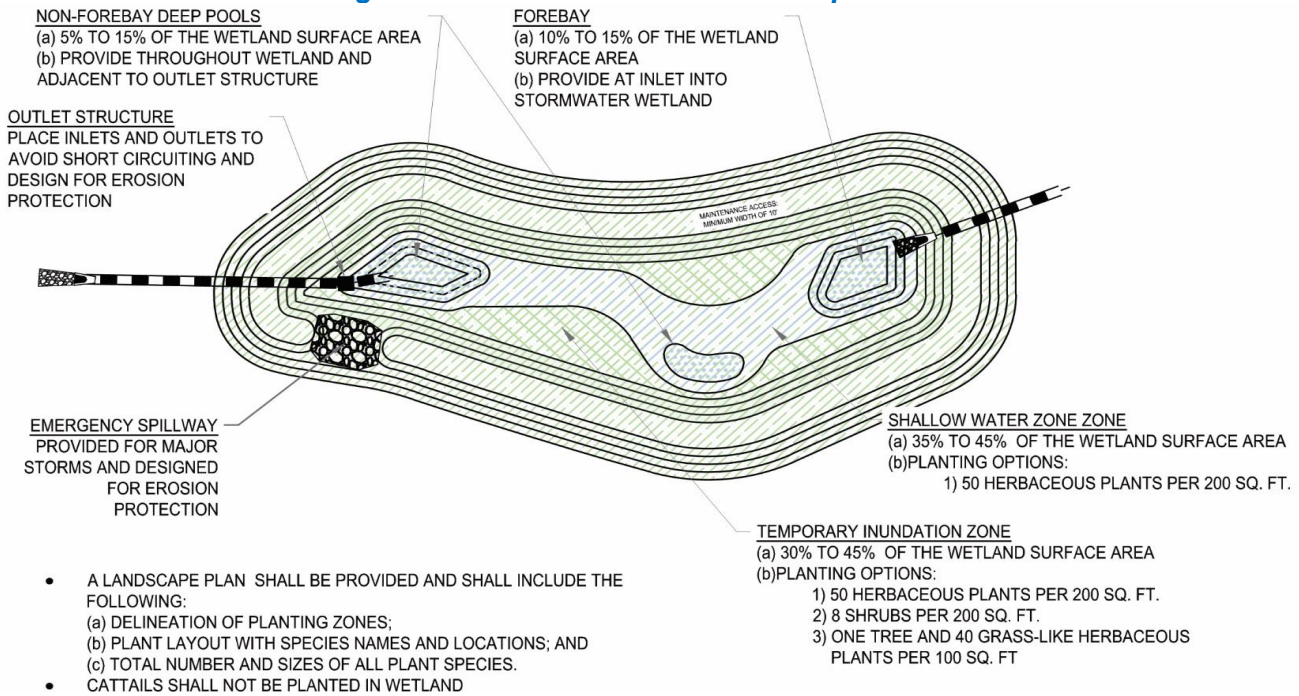 NON-FOREBAY DEEP POOLS
(a) 5% TO 15% OF THE WETLAND SURFACE AREA
(b) PROVIDE THROUGHOUT WETLAND AND
ADJACENT TO OUTLET STRUCTURE
FOREBAY
(a) 10% TO 15% OF THE WETLAND
SURFACE AREA
(b) PROVIDE AT INLET INTO
STORMWATER WETLAND
OUTLET STRUCTURE
PLACE INLETS AND OUTLETS TO
AVOID SHORT CIRCUITING AND
DESIGN FOR EROSION
PROTECTION
MAINTENANCE ACCESS:
MINIMUM WIDTH OF 10'
EMERGENCY SPILLWAY
PROVIDED FOR MAJOR
STORMS AND DESIGNED
FOR EROSION
PROTECTION
SHALLOW WATER ZONE ZONE
(a) 35% TO 45% OF THE WETLAND SURFACE AREA
(b)PLANTING OPTIONS:
1) 50 HERBACEOUS PLANTS PER 200 SQ. FT.
TEMPORARY INUNDATION ZONE
(a) 30% TO 45% OF THE WETLAND SURFACE AREA
(b)PLANTING OPTIONS:
1) 50 HERBACEOUS PLANTS PER 200 SQ. FT.
2) 8 SHRUBS PER 200 SQ. FT.
3) ONE TREE AND 40 GRASS-LIKE HERBACEOUS
PLANTS PER 100 SQ. FT
• A LANDSCAPE PLAN SHALL BE PROVIDED AND SHALL INCLUDE THE
FOLLOWING:
(a) DELINEATION OF PLANTING ZONES;
(b) PLANT LAYOUT WITH SPECIES NAMES AND LOCATIONS; AND
(c) TOTAL NUMBER AND SIZES OF ALL PLANT SPECIES.
• CATTAILS SHALL NOT BE PLANTED IN WETLAND